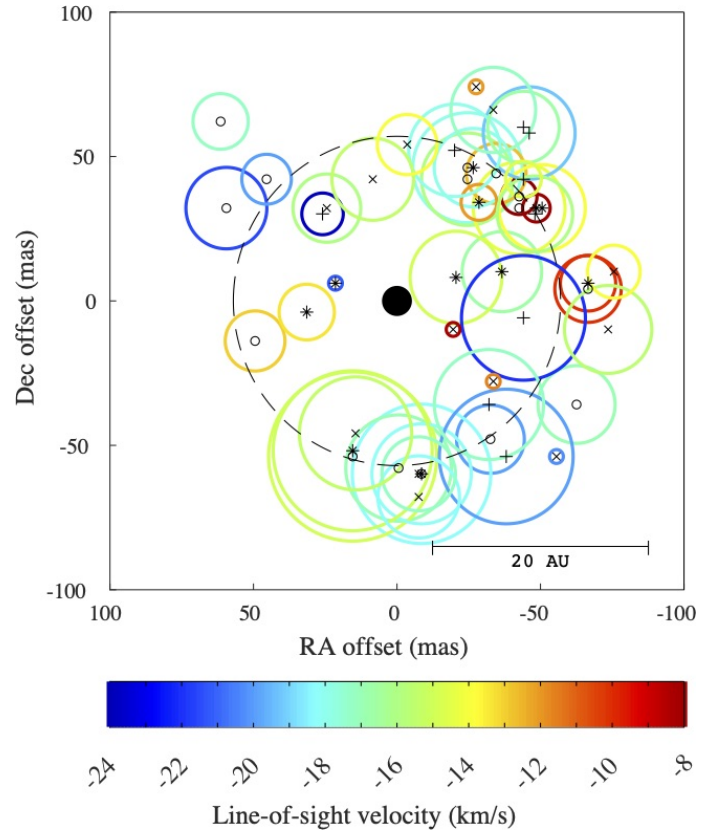 100
50
0
-50
-100
Dec offset (mas)
20 AU
100 50 0 -50 -100
RA offset (mas)
-24 -22 -20 -18 -16 -14 -12 -10 -8
Line-of-sight velocity (km/s)